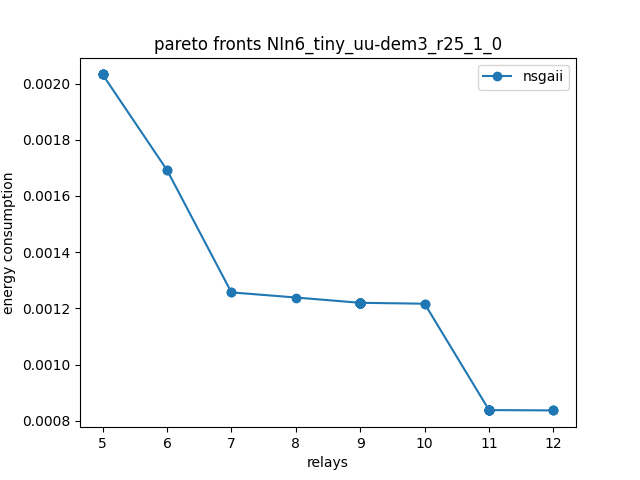 pareto fronts NIn6_tiny_uu-dem3_r25_1_0
nsgaii
energy consumption
0.0020
0.0018
0.0016
0.0014
0.0012
0.0010
0.0008
5 6 7 8 9 10 11 12
relays